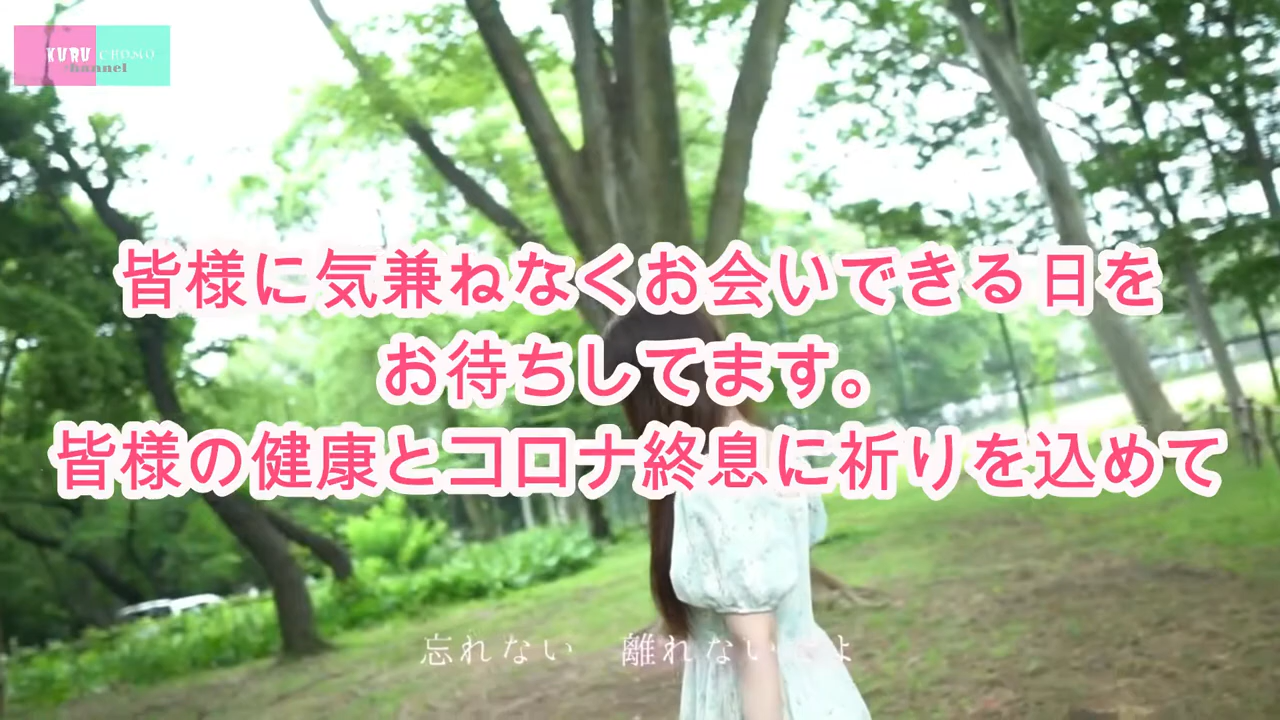 KURU CHOMO
channel
皆様に気兼ねなくお会いできる日を
お待ちしてます。
皆様の健康とコロナ終息に祈りを込めて
忘れない 離れない よ